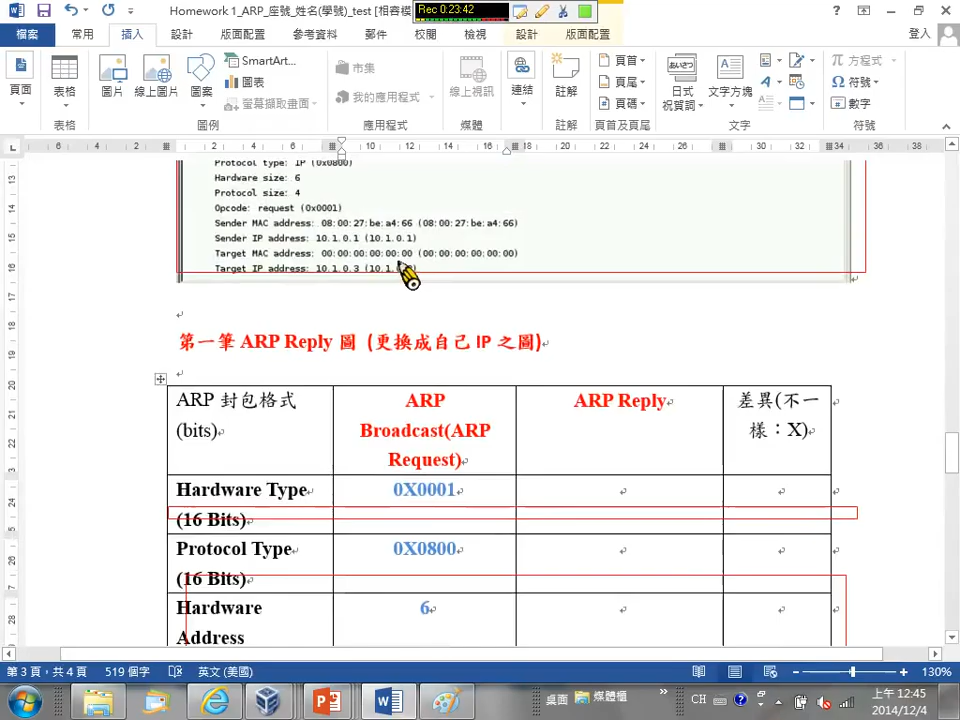 Homework 1_ARP_座號_姓名(學號)_test [相容模
Rec 0:23:42
檔案 常用 插入 設計 版面配置 參考資料 郵件 校閱 檢視 設計 版面配置 登入
頁面 表格 圖片 線上圖片 圖案 SmartArt... 圖表 螢幕擷取畫面 市集 我的應用程式 線上視訊 連結 註解 頁首 頁尾 頁碼 日式祝賀詞 文字方塊 方程式 符號 數字
表格 圖例 應用程式 媒體 註解 頁首及頁尾 文字 符號
Protocol type: IP (0x0800)
Hardware size: 6
Protocol size: 4
Opcode: request (0x0001)
Sender MAC address: 08:00:27:be:a4:66 (08:00:27:be:a4:66)
Sender IP address: 10.1.0.1 (10.1.0.1)
Target MAC address: 00:00:00:00:00:00 (00:00:00:00:00:00)
Target IP address: 10.1.0.3
第一筆 ARP Reply 圖 (更換成自己 IP 之圖)
ARP 封包格式 (bits)
ARP Broadcast(ARP Request)
ARP Reply
差異(不一樣：X)
Hardware Type (16 Bits)
0X0001
Protocol Type (16 Bits)
0X0800
Hardware Address
6
第 3 頁，共 4 頁 519 個字 英文 (美國) 130%
桌面 媒體櫃 CH 上午 12:45
2014/12/4